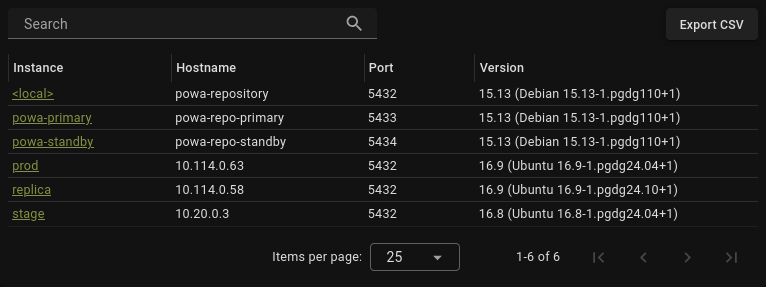 Search
Export CSV
Instance Hostname Port Version
<local> powa-repository 5432 15.13 (Debian 15.13-1.pgdg110+1)
powa-primary powa-repo-primary 5433 15.13 (Debian 15.13-1.pgdg110+1)
powa-standby powa-repo-standby 5434 15.13 (Debian 15.13-1.pgdg110+1)
prod 10.114.0.63 5432 16.9 (Ubuntu 16.9-1.pgdg24.04+1)
replica 10.114.0.58 5432 16.9 (Ubuntu 16.9-1.pgdg24.10+1)
stage 10.20.0.3 5432 16.8 (Ubuntu 16.8-1.pgdg24.04+1)
Items per page: 25 1-6 of 6